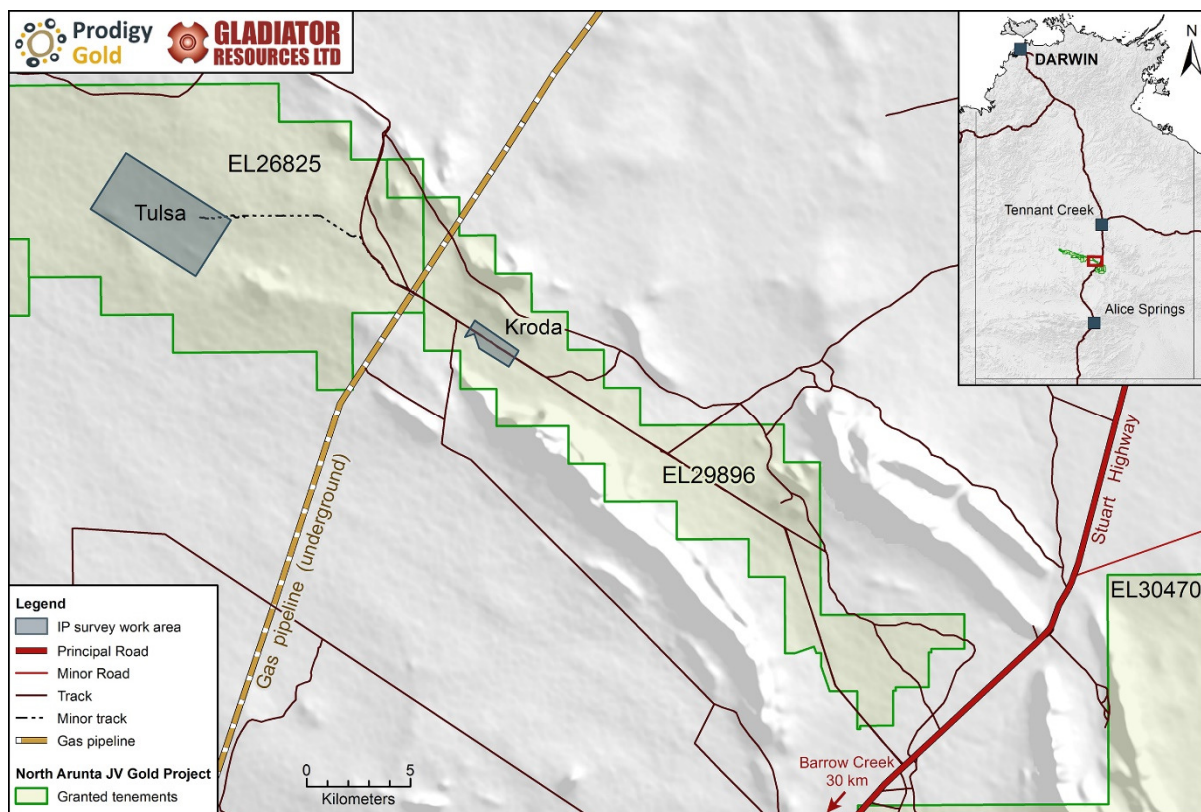 Prodigy
Gold
GLADIATOR
RESOURCES LTD
N
DARWIN
Tennant Creek
Alice Springs
EL26825
Tulsa
Kroda
EL29896
EL30470
Stuart Highway
Gas pipeline (underground)
Barrow Creek
30 km
Legend
IP survey work area
Principal Road
Minor Road
Track
Minor track
Gas pipeline
North Arunta JV Gold Project
Granted tenements
0 5
Kilometers